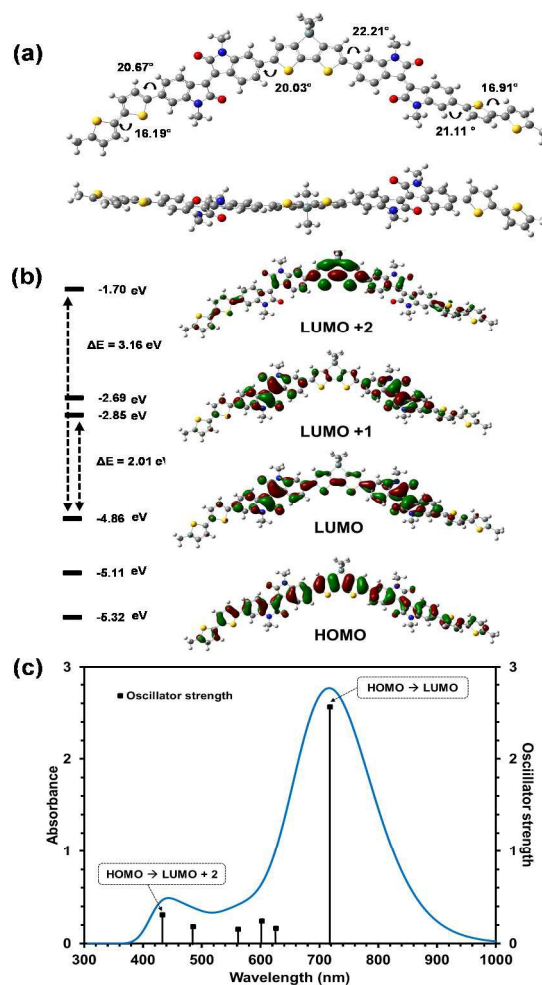 (a)
22.21°
20.67°
20.03°
16.91°
16.19°
21.11 °
(b)
-1.70 eV
LUMO +2
ΔE = 3.16 eV
-2.69 eV
-2.85 eV
LUMO +1
ΔE = 2.01 e
-4.86 eV
LUMO
-5.11 eV
-5.32 eV
HOMO
(c)
3
3
Oscillator strength
HOMO → LUMO
2
2
Absorbance
Osciillator strength
1
1
HOMO → LUMO + 2
0
0
300 400 500 600 700 800 900 1000
Wavelength (nm)